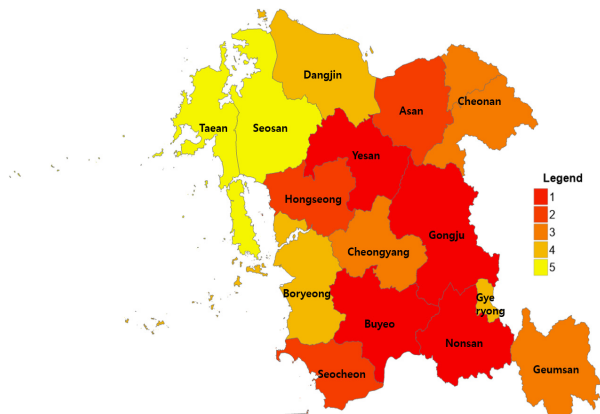 Dangjin
Asan
Cheonan
Taean
Seosan
Yesan
Hongseong
Gongju
Cheongyang
Boryeong
Gye
ryong
Buyeo
Nonsan
Seocheon
Geumsan
Legend
1
2
3
4
5